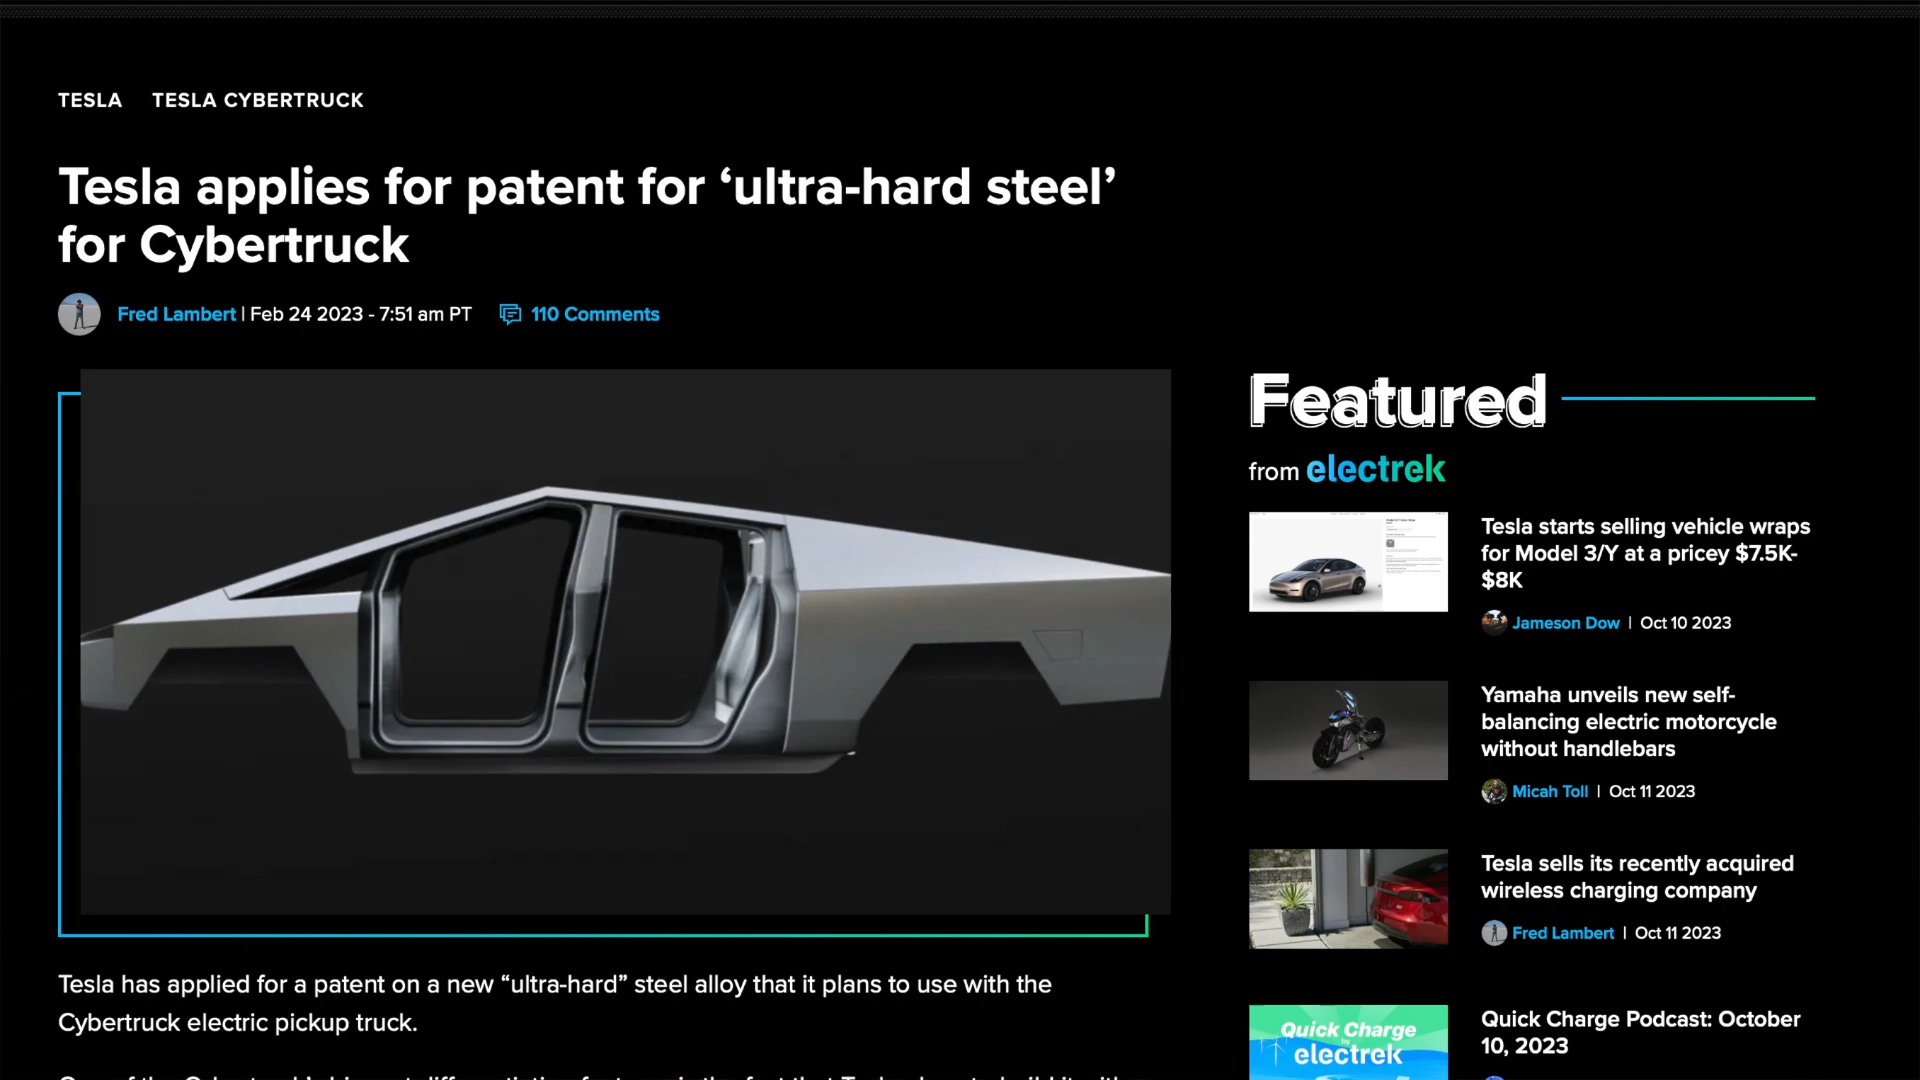 TESLA TESLA CYBERTRUCK
Tesla applies for patent for ‘ultra-hard steel’
for Cybertruck
Fred Lambert | Feb 24 2023 - 7:51 am PT 110 Comments
Featured
from electrek
Tesla starts selling vehicle wraps
for Model 3/Y at a pricey $7.5K-
$8K
Jameson Dow | Oct 10 2023
Yamaha unveils new self-
balancing electric motorcycle
without handlebars
Micah Toll | Oct 11 2023
Tesla sells its recently acquired
wireless charging company
Fred Lambert | Oct 11 2023
Quick Charge
by
electrek
Quick Charge Podcast: October
10, 2023
Tesla has applied for a patent on a new “ultra-hard” steel alloy that it plans to use with the
Cybertruck electric pickup truck.